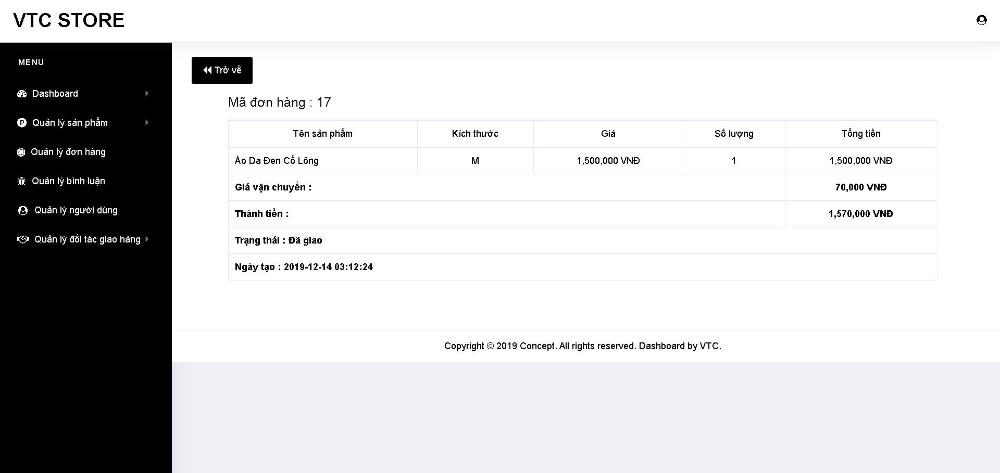 VTC STORE
MENU
Dashboard
Quản lý sản phẩm
Quản lý đơn hàng
Quản lý bình luận
Quản lý người dùng
Quản lý đối tác giao hàng
Trở về
Mã đơn hàng : 17
Tên sản phẩm Kích thước Giá Số lượng Tổng tiền
Áo Da Đen Cổ Lông M 1,500,000 VNĐ 1 1,500,000 VNĐ
Giá vận chuyển : 70,000 VNĐ
Thành tiền : 1,570,000 VNĐ
Trạng thái : Đã giao
Ngày tạo : 2019-12-14 03:12:24
Copyright © 2019 Concept. All rights reserved. Dashboard by VTC.